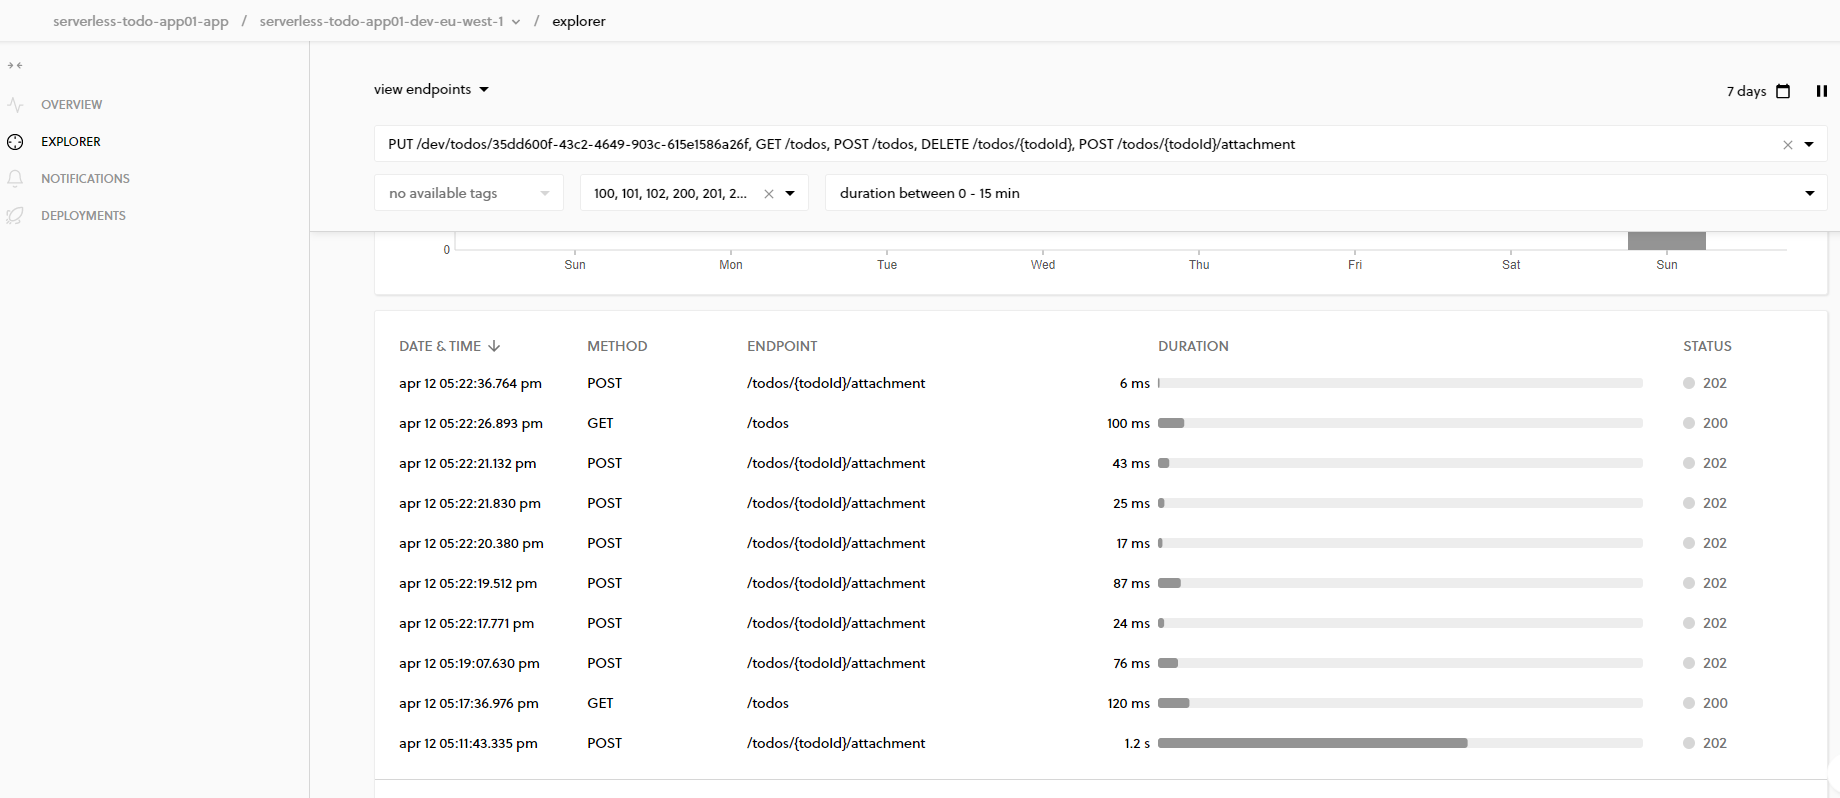 serverless-todo-app01-app / serverless-todo-app01-dev-eu-west-1 / explorer
OVERVIEW
EXPLORER
NOTIFICATIONS
DEPLOYMENTS
view endpoints
7 days
PUT /dev/todos/35dd600f-43c2-4649-903c-615e1586a26f, GET /todos, POST /todos, DELETE /todos/{todoId}, POST /todos/{todoId}/attachment
no available tags
100, 101, 102, 200, 201, 2...
duration between 0 - 15 min
0
Sun Mon Tue Wed Thu Fri Sat Sun
DATE & TIME METHOD ENDPOINT DURATION STATUS
apr 12 05:22:36.764 pm POST /todos/{todoId}/attachment 6 ms 202
apr 12 05:22:26.893 pm GET /todos 100 ms 200
apr 12 05:22:21.132 pm POST /todos/{todoId}/attachment 43 ms 202
apr 12 05:22:21.830 pm POST /todos/{todoId}/attachment 25 ms 202
apr 12 05:22:20.380 pm POST /todos/{todoId}/attachment 17 ms 202
apr 12 05:22:19.512 pm POST /todos/{todoId}/attachment 87 ms 202
apr 12 05:22:17.771 pm POST /todos/{todoId}/attachment 24 ms 202
apr 12 05:19:07.630 pm POST /todos/{todoId}/attachment 76 ms 202
apr 12 05:17:36.976 pm GET /todos 120 ms 200
apr 12 05:11:43.335 pm POST /todos/{todoId}/attachment 1.2 s 202